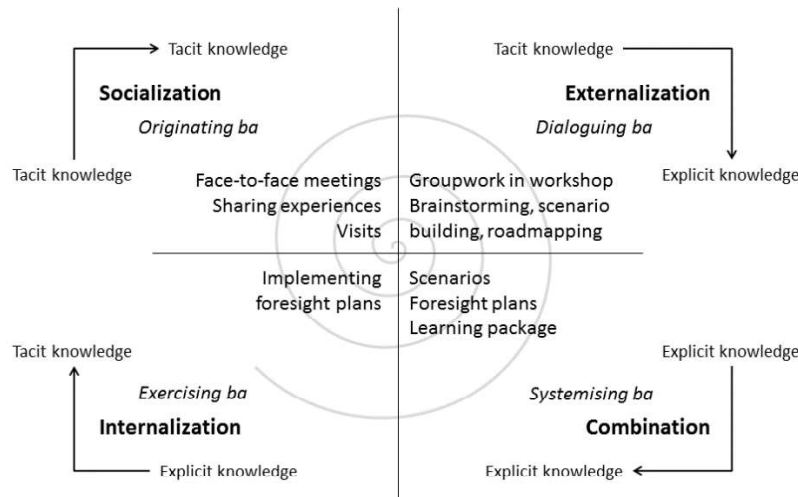 Tacit knowledge
Socialization
Originating ba
Tacit knowledge
Face-to-face meetings
Sharing experiences
Visits
Tacit knowledge
Externalization
Dialoguing ba
Explicit knowledge
Groupwork in workshop
Brainstorming, scenario
building, roadmapping
Implementing
foresight plans
Tacit knowledge
Exercising ba
Internalization
Explicit knowledge
Scenarios
Foresight plans
Learning package
Explicit knowledge
Systemising ba
Combination
Explicit knowledge